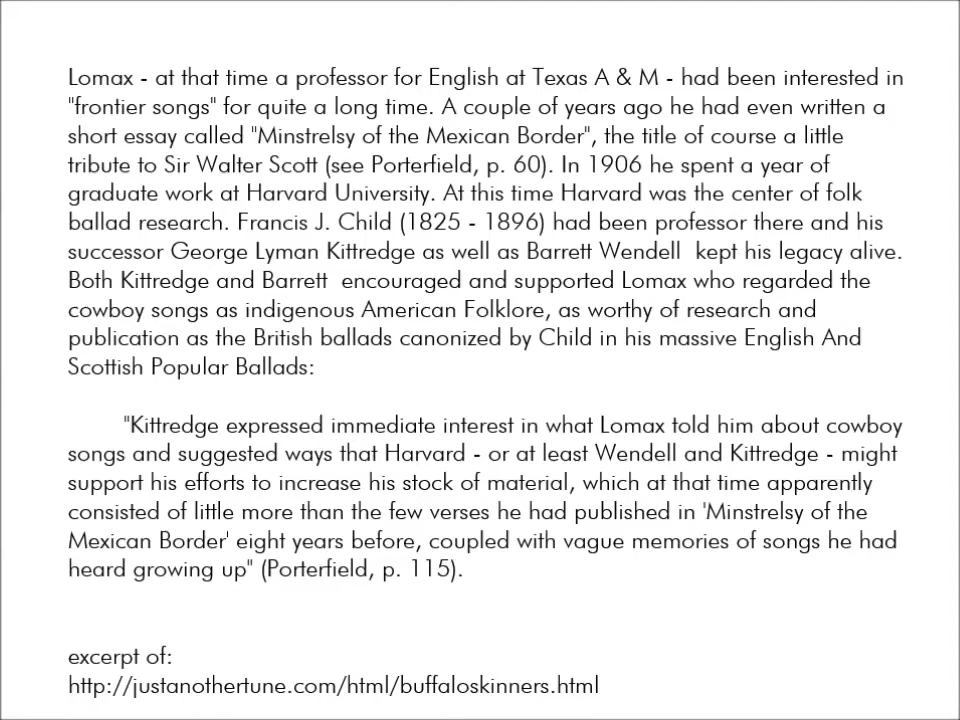 Lomax - at that time a professor for English at Texas A & M - had been interested in
"frontier songs" for quite a long time. A couple of years ago he had even written a
short essay called "Minstrelsy of the Mexican Border", the title of course a little
tribute to Sir Walter Scott (see Porterfield, p. 60). In 1906 he spent a year of
graduate work at Harvard University. At this time Harvard was the center of folk
ballad research. Francis J. Child (1825 - 1896) had been professor there and his
successor George Lyman Kittredge as well as Barrett Wendell  kept his legacy alive.
Both Kittredge and Barrett  encouraged and supported Lomax who regarded the
cowboy songs as indigenous American Folklore, as worthy of research and
publication as the British ballads canonized by Child in his massive English And
Scottish Popular Ballads:
"Kittredge expressed immediate interest in what Lomax told him about cowboy
songs and suggested ways that Harvard - or at least Wendell and Kittredge - might
support his efforts to increase his stock of material, which at that time apparently
consisted of little more than the few verses he had published in 'Minstrelsy of the
Mexican Border' eight years before, coupled with vague memories of songs he had
heard growing up" (Porterfield, p. 115).
excerpt of:
http://justanothertune.com/html/buffaloskinners.html